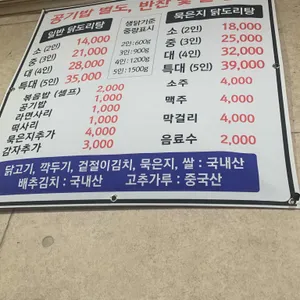 공기밥 별도, 반찬 및
일반 닭도리탕
소 (2인) 14,000
중 (3인) 21,000
대 (4인) 28,000
특대 (5인) 35,000
볶음밥 (셀프) 2,000
공기밥 1,000
라면사리 1,000
떡사리 1,000
묵은지추가 4,000
감자추가 3,000
생닭기준
중량표시
2인: 600g
3인: 900g
4인: 1200g
5인: 1500g
묵은지 닭도리탕
소 (2인) 18,000
중 (3인) 25,000
대 (4인) 32,000
특대 (5인) 39,000
소주 4,000
맥주 4,000
막걸리 4,000
음료수 2,000
닭고기, 깍두기, 겉절이김치, 묵은지, 쌀 : 국내산
배추김치 : 국내산 고추가루 : 중국산